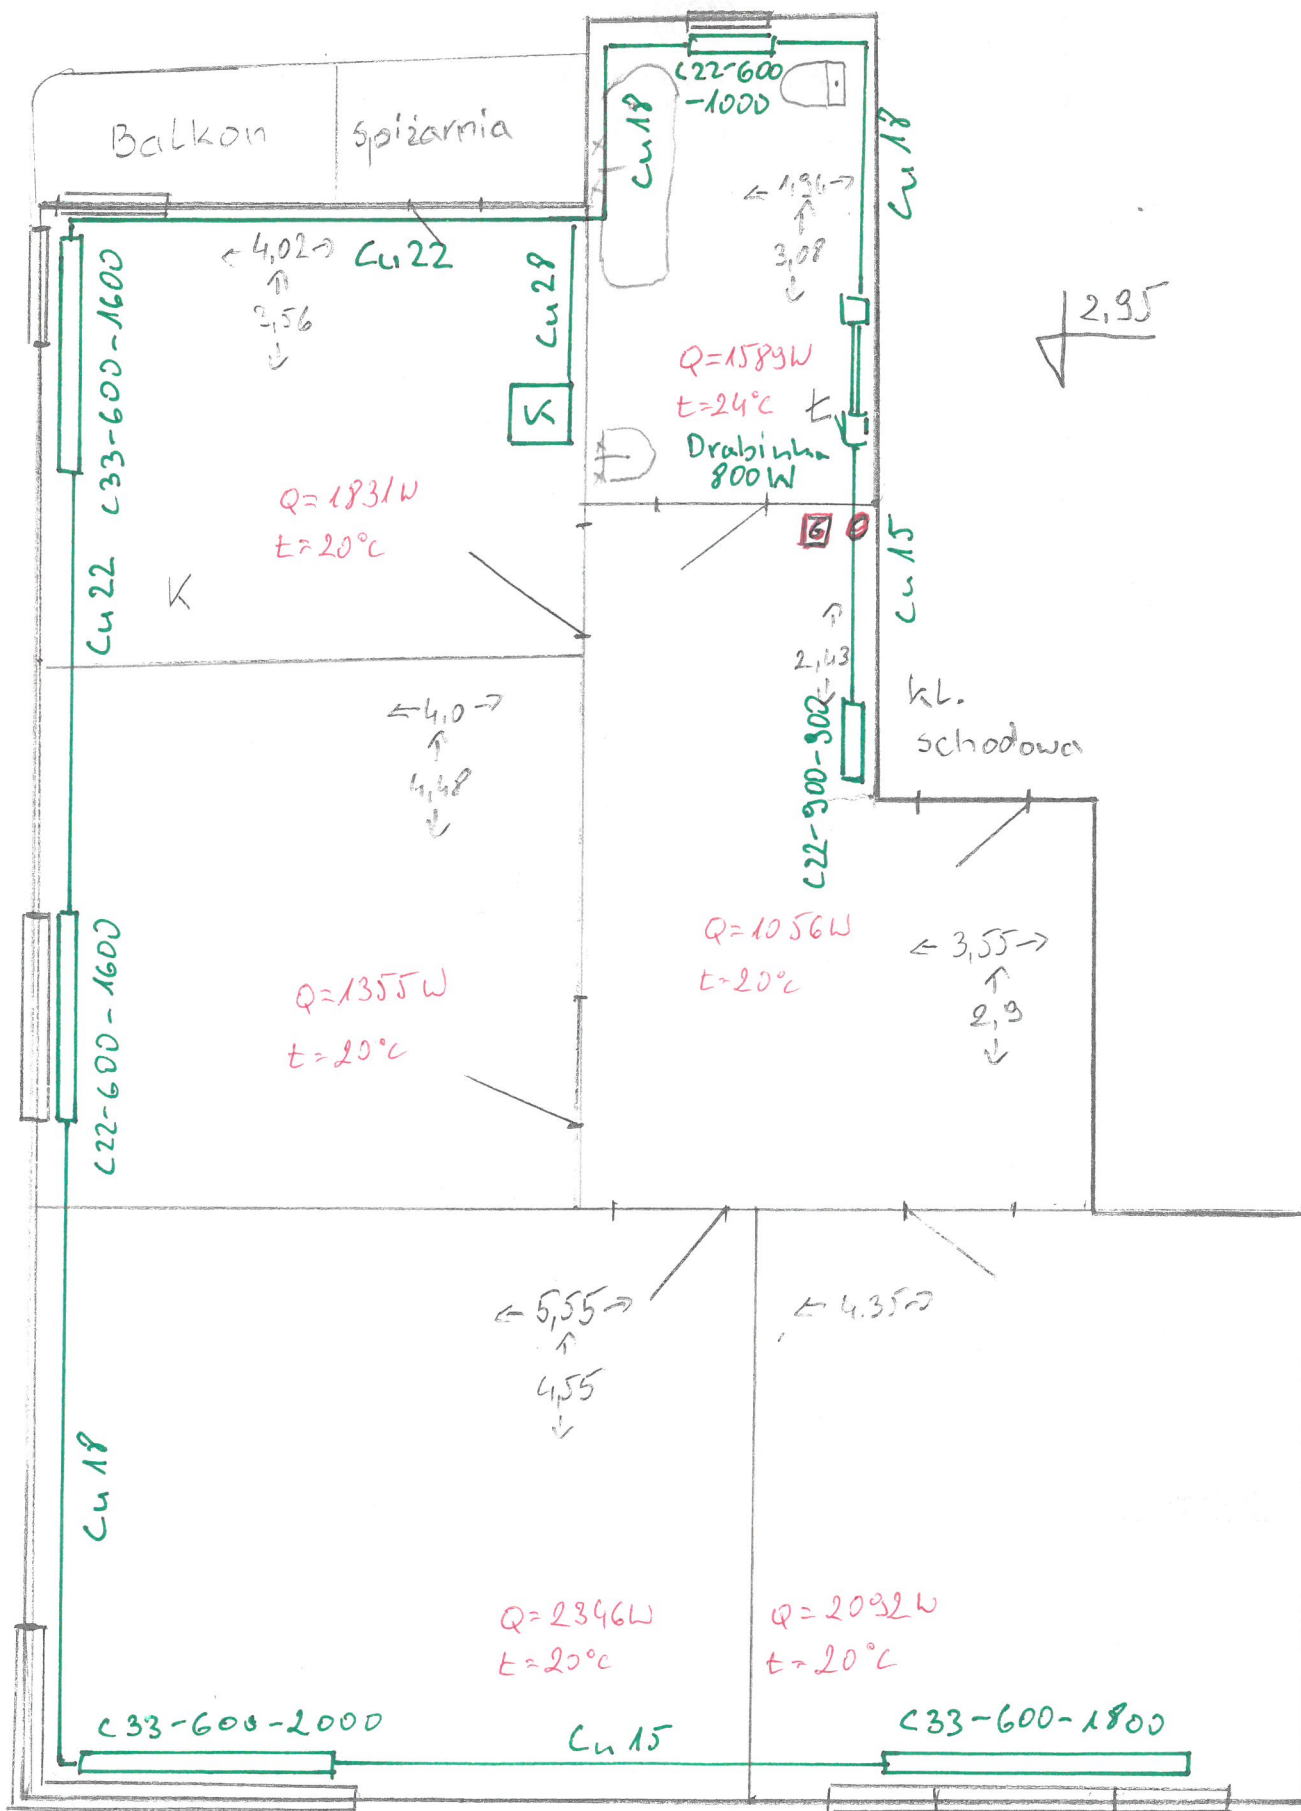 C22-600
-1000
Balkon
Spiżarnia
Cu 18
Cu 18
←1,94→
3,08
←4,02→
3,56
Cu 22
Cu 28
C33-600-1600
2,95
Q=1589W
t=24°C
t
K
Drabinka
800W
Q=1831W
t=20°C
G
Cu 15
Cu 22
K
2,43
kl.
schodowa
←4,0→
4,48
C22-900-900
Q=1056W
t=20°C
←3,55→
2,9
C22-600-1600
Q=1355W
t=20°C
←5,55→
4,55
←4.35→
Cu 18
Q=2346W
t=20°C
Q=2092W
t=20°C
C33-600-2000
Cu 15
C33-600-1800